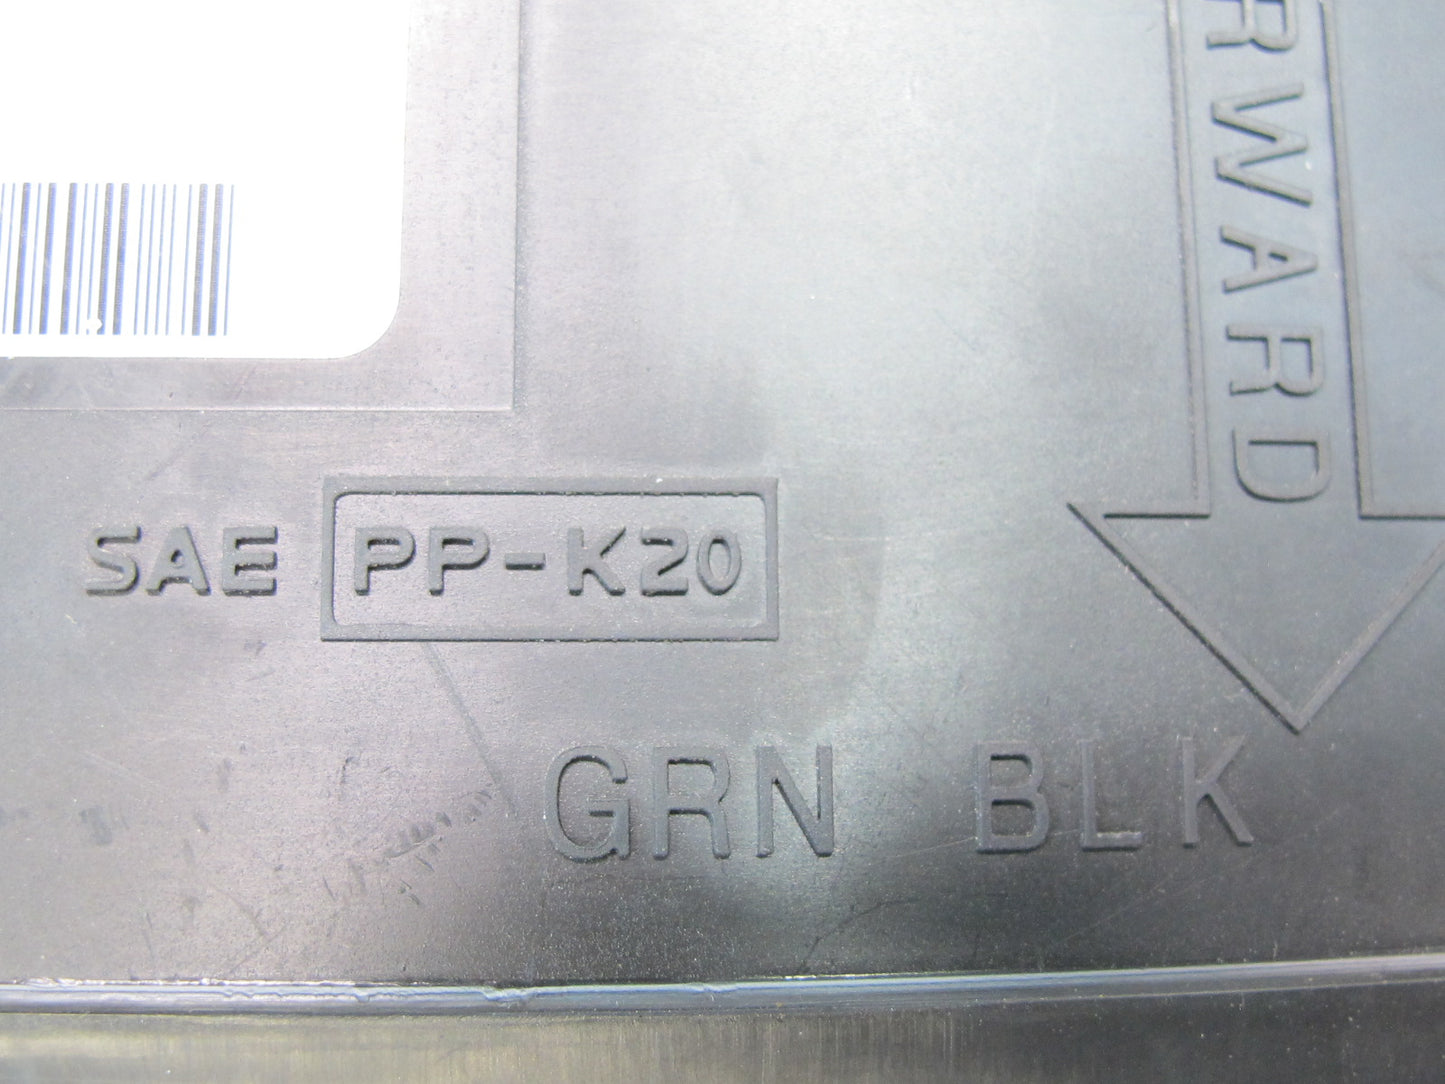 RWARD
SAE PP-K20
GRN BLK